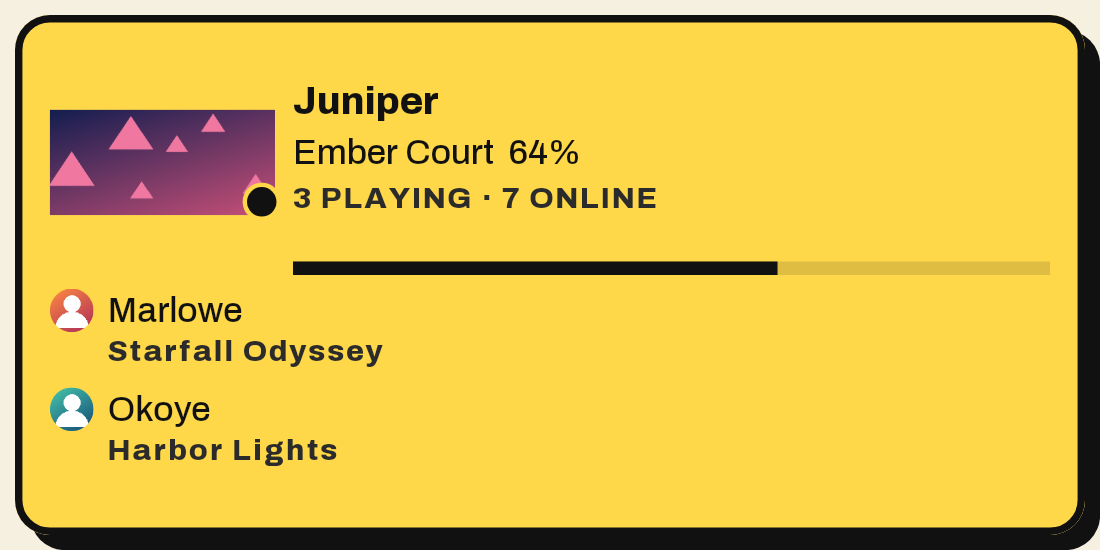 Juniper
Ember Court 64%
3 PLAYING · 7 ONLINE
Marlowe
Starfall Odyssey
Okoye
Harbor Lights